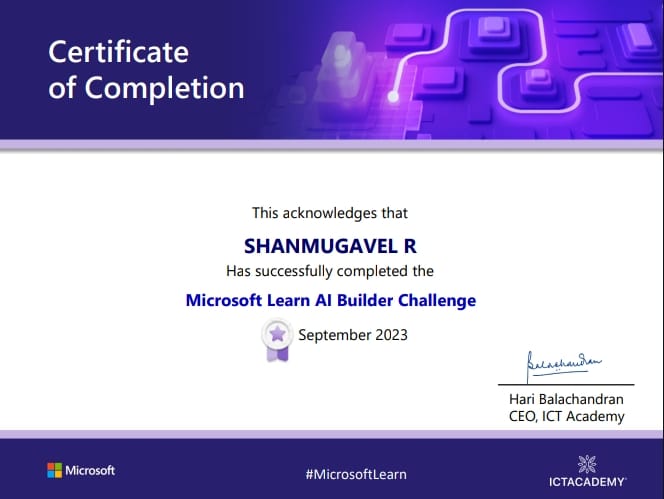 Certificate
of Completion
This acknowledges that
SHANMUGAVEL R
Has successfully completed the
Microsoft Learn AI Builder Challenge
September 2023
Balachandran
Hari Balachandran
CEO, ICT Academy
Microsoft
#MicrosoftLearn
ICTACADEMY